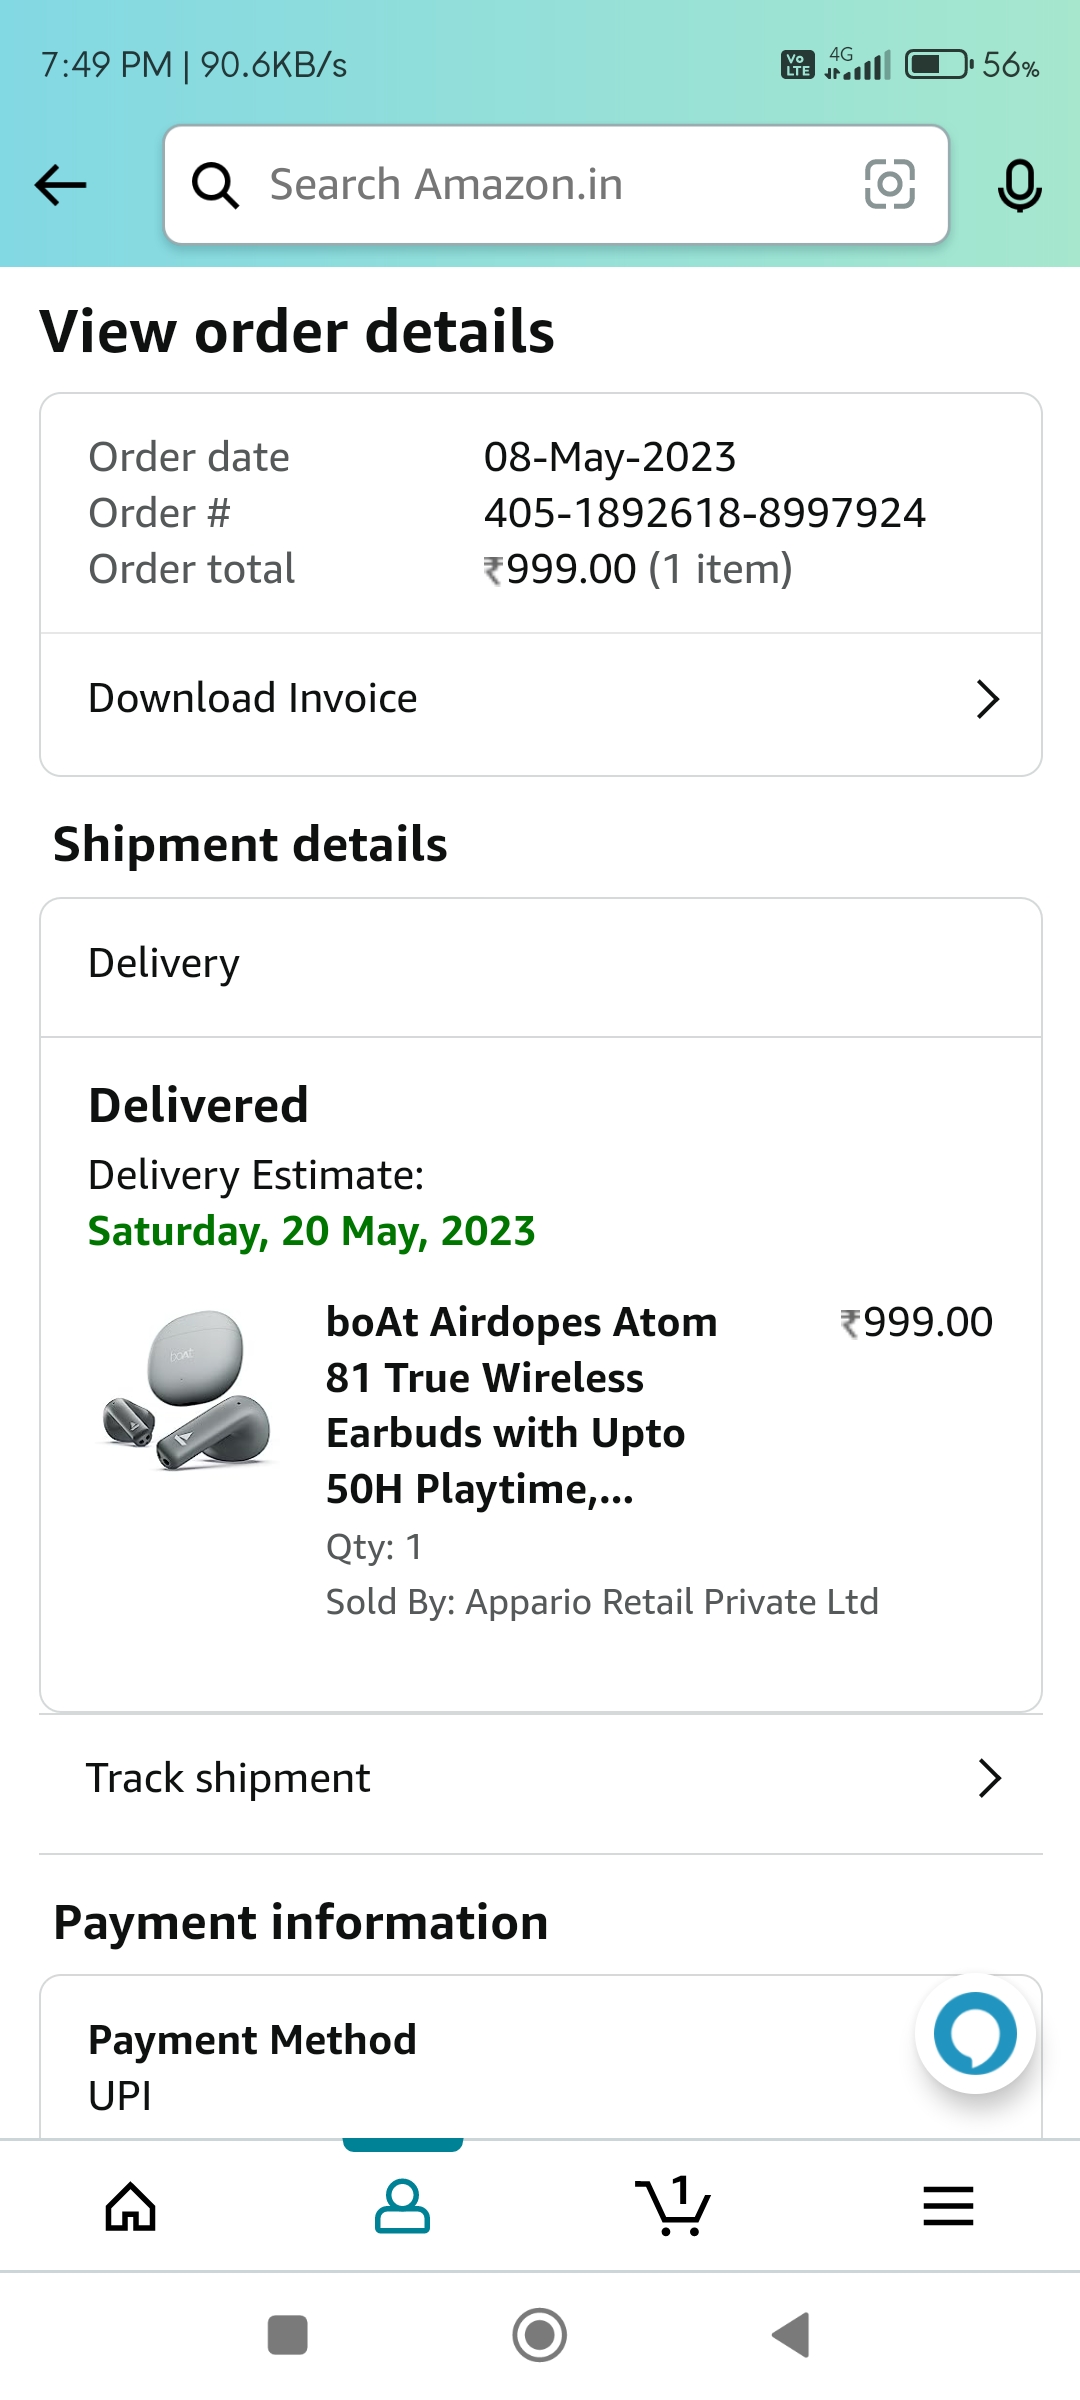 7:49 PM | 90.6KB/s
Vo LTE 4G 56%
Search Amazon.in
View order details
Order date 08-May-2023
Order # 405-1892618-8997924
Order total ₹999.00 (1 item)
Download Invoice
Shipment details
Delivery
Delivered
Delivery Estimate:
Saturday, 20 May, 2023
boAt
boAt Airdopes Atom ₹999.00
81 True Wireless
Earbuds with Upto
50H Playtime,...
Qty: 1
Sold By: Appario Retail Private Ltd
Track shipment
Payment information
Payment Method
UPI
1